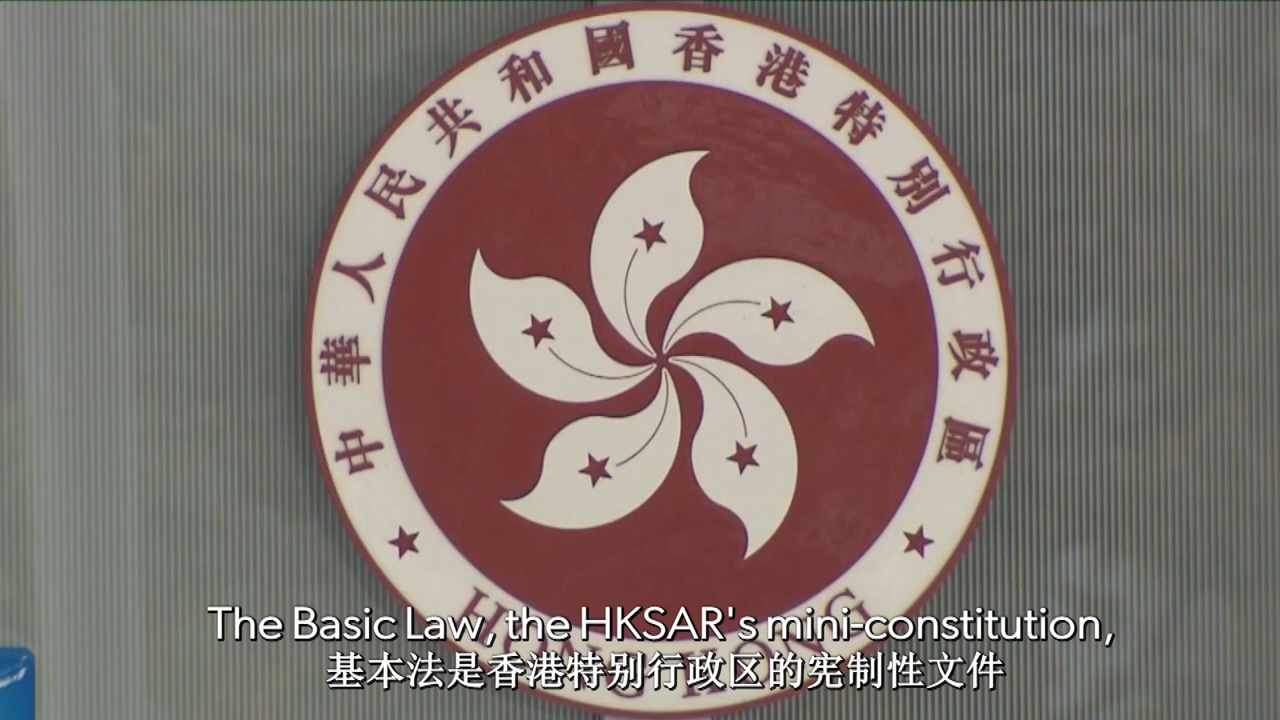 中華人民共和國香港特別行政區
HONG KONG
The Basic Law, the HKSAR's mini-constitution,
基本法是香港特别行政区的宪制性文件